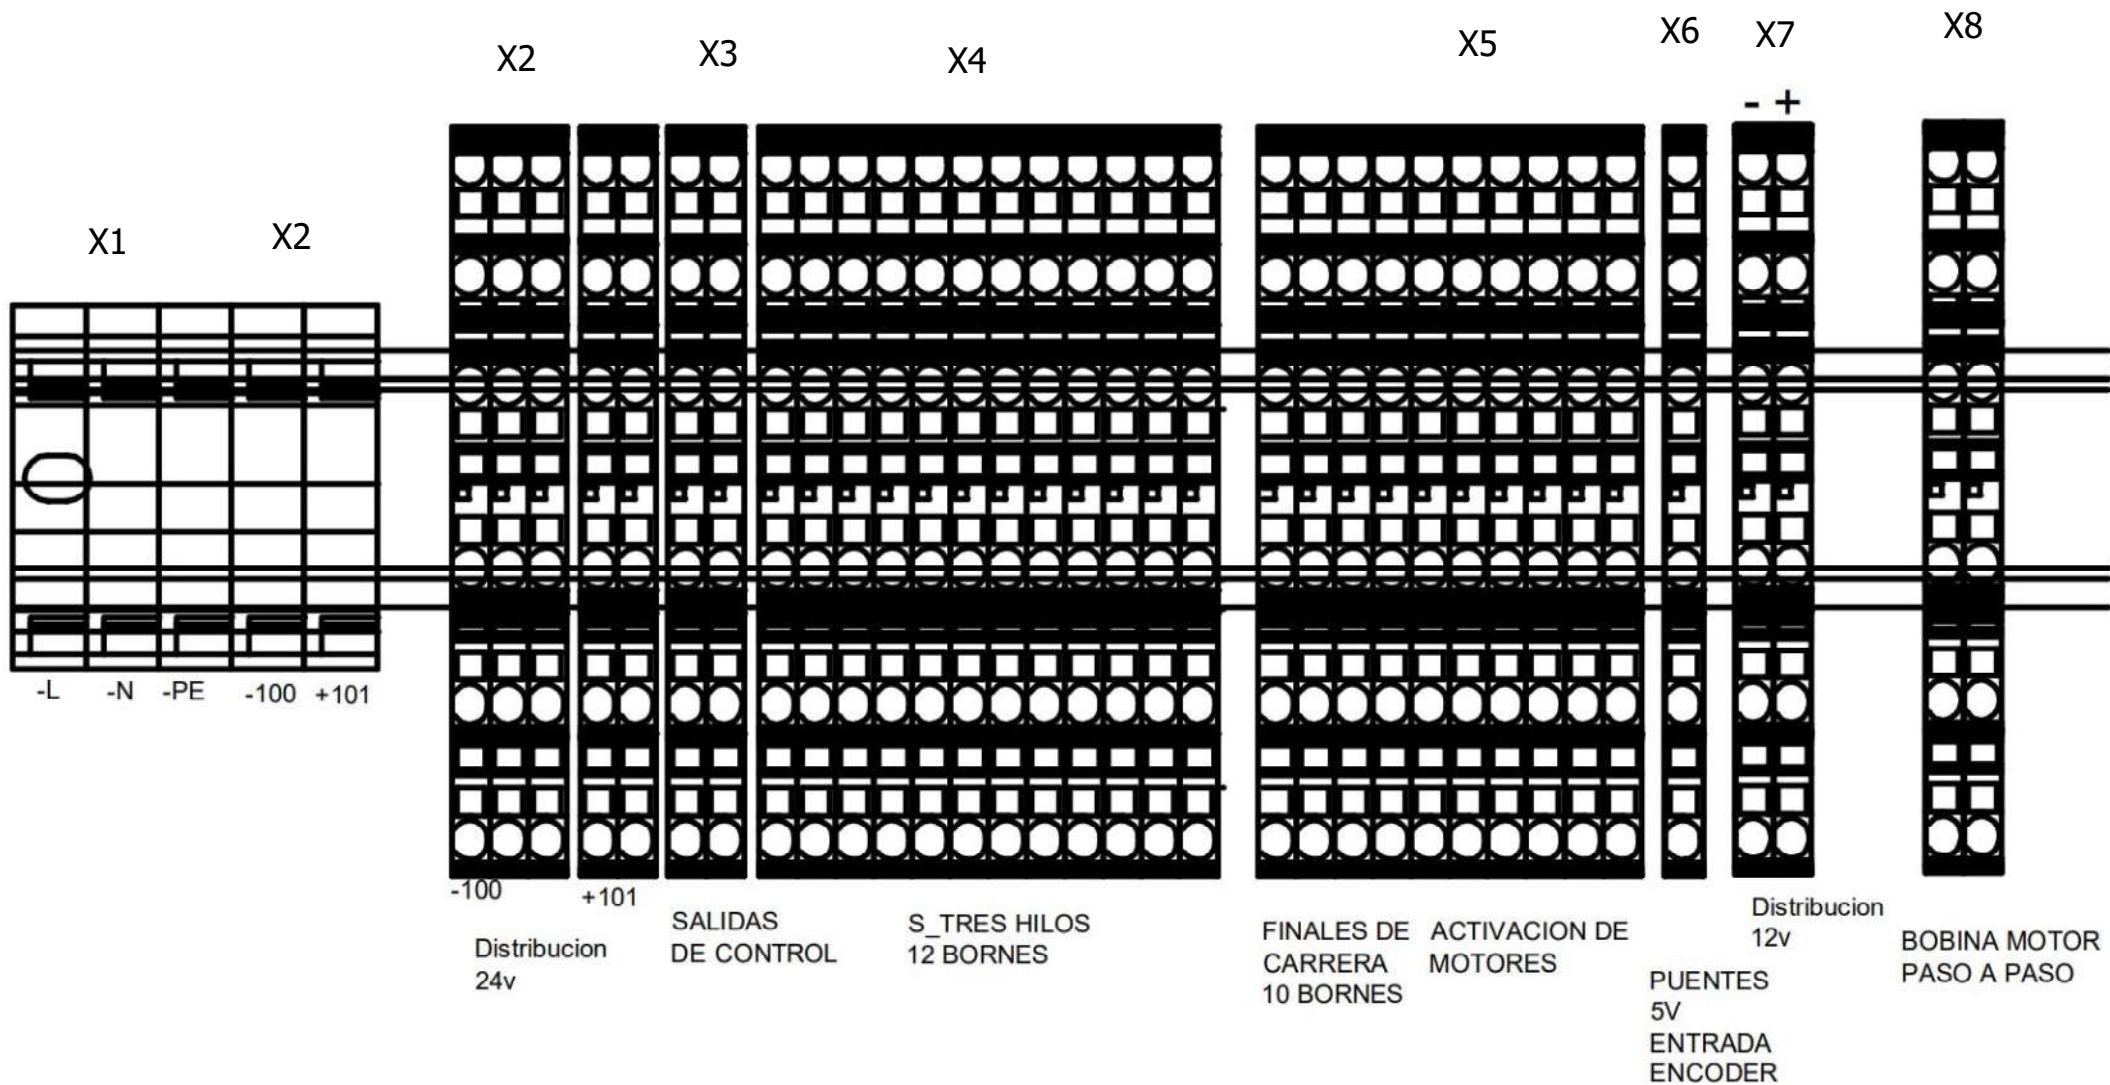 X1
X2
X2
X3
X4
X5
X6
X7
X8
- +
-L -N -PE -100 +101
-100
+101
Distribucion
24v
SALIDAS
DE CONTROL
S_TRES HILOS
12 BORNES
FINALES DE
CARRERA
10 BORNES
ACTIVACION DE
MOTORES
PUENTES
5V
ENTRADA
ENCODER
Distribucion
12v
BOBINA MOTOR
PASO A PASO